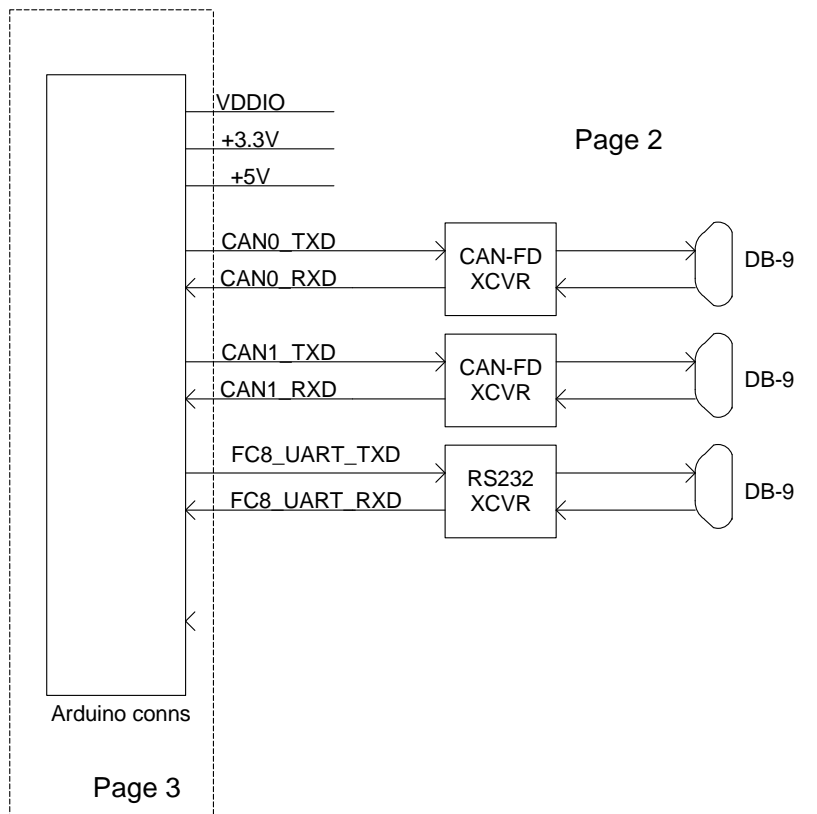 VDDIO
+3.3V
+5V
Page 2
CAN0_TXD
CAN0_RXD
CAN-FD
XCVR
DB-9
CAN1_TXD
CAN1_RXD
CAN-FD
XCVR
DB-9
FC8_UART_TXD
FC8_UART_RXD
RS232
XCVR
DB-9
Arduino conns
Page 3